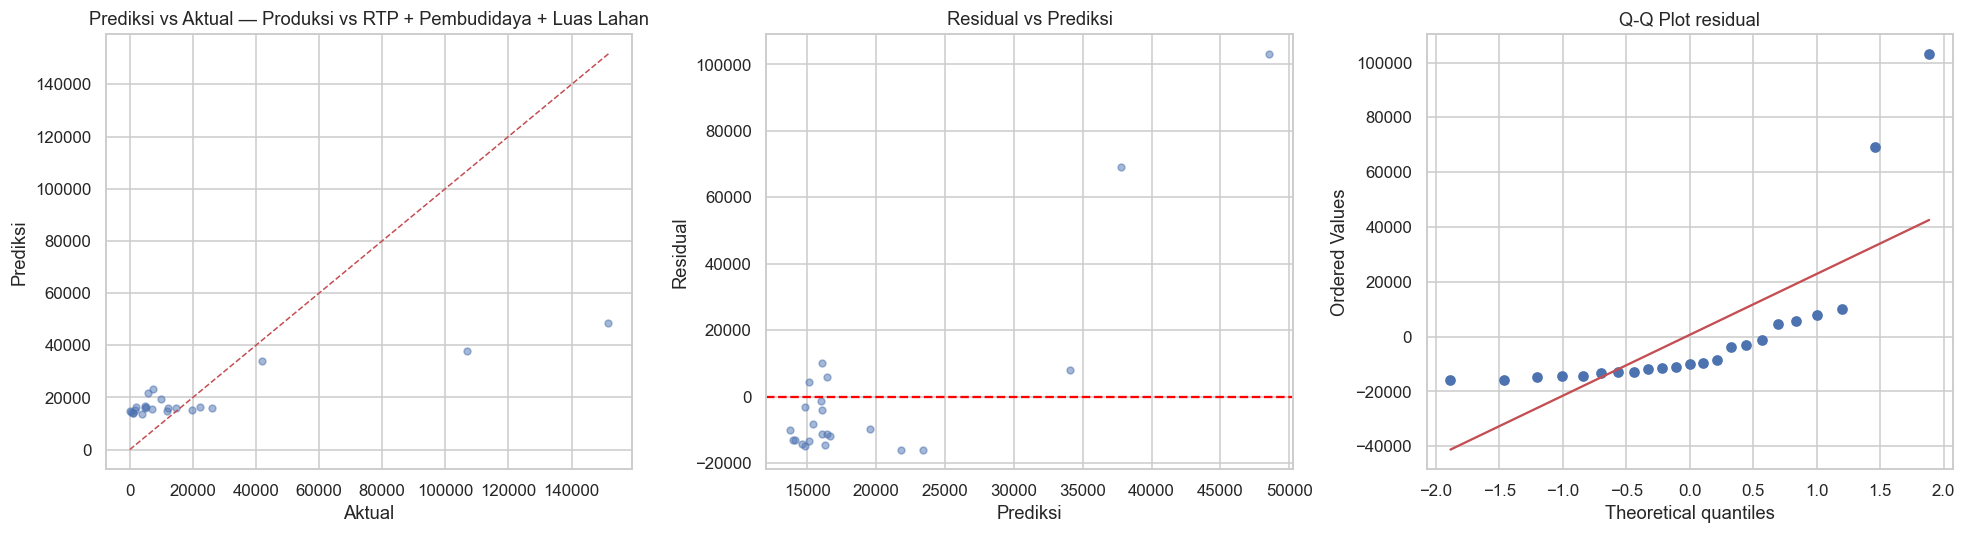 Prediksi vs Aktual — Produksi vs RTP + Pembudidaya + Luas Lahan
Prediksi
140000
120000
100000
80000
60000
40000
20000
0
0 20000 40000 60000 80000 100000 120000 140000
Aktual
Residual vs Prediksi
Residual
100000
80000
60000
40000
20000
0
−20000
15000 20000 25000 30000 35000 40000 45000 50000
Prediksi
Q-Q Plot residual
Ordered Values
100000
80000
60000
40000
20000
0
−20000
−40000
−2.0 −1.5 −1.0 −0.5 0.0 0.5 1.0 1.5 2.0
Theoretical quantiles